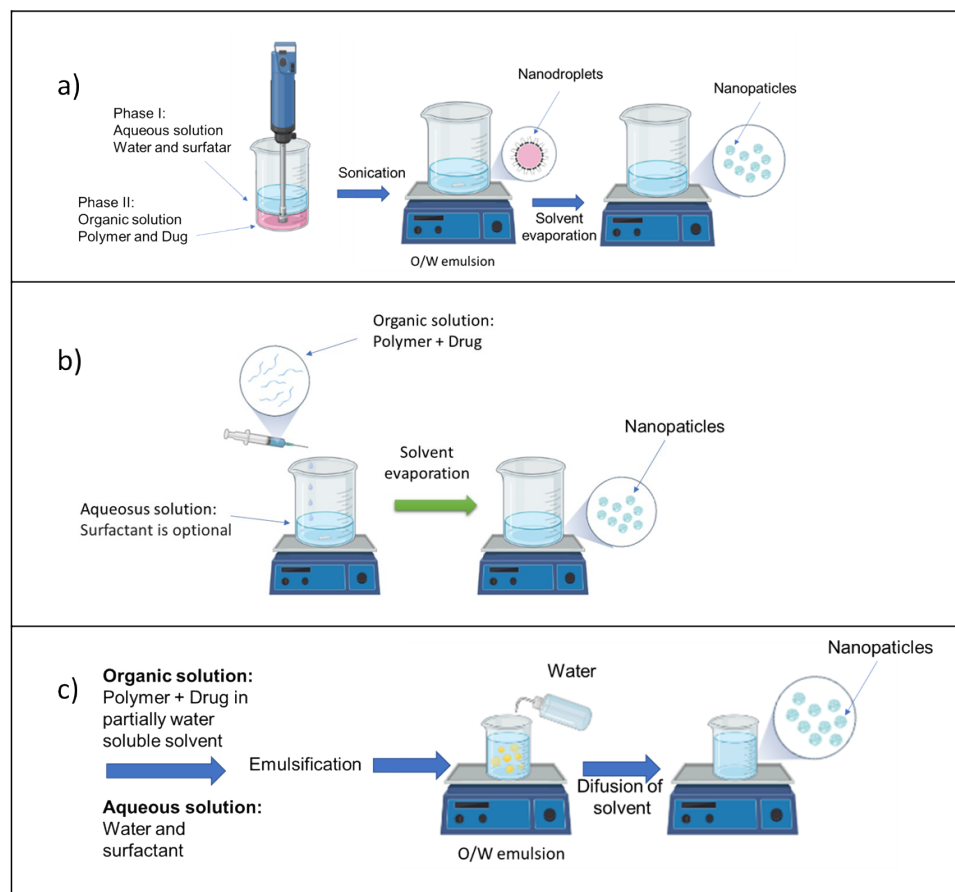 a)
Phase I:
Aqueous solution
Water and surfatar
Phase II:
Organic solution
Polymer and Dug
Sonication
Nanodroplets
O/W emulsion
Solvent
evaporation
Nanopaticles
b)
Organic solution:
Polymer + Drug
Aqueosus solution:
Surfactant is optional
Solvent
evaporation
Nanopaticles
c)
Organic solution:
Polymer + Drug in
partially water
soluble solvent
Aqueous solution:
Water and
surfactant
Emulsification
Water
O/W emulsion
Difusion of
solvent
Nanopaticles